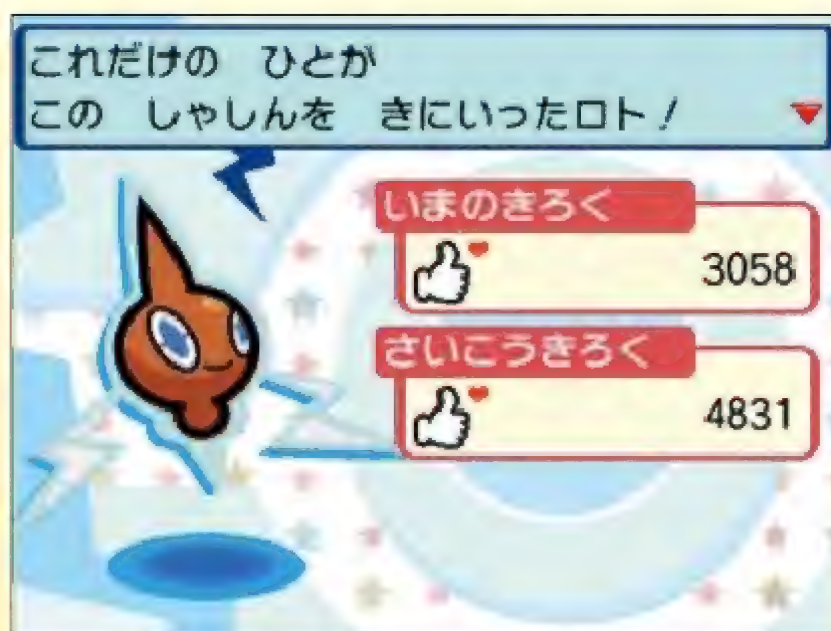 これだけの　ひとが
この　しゃしんを　きにいったロト！
いまのきろく
3058
さいこうきろく
4831